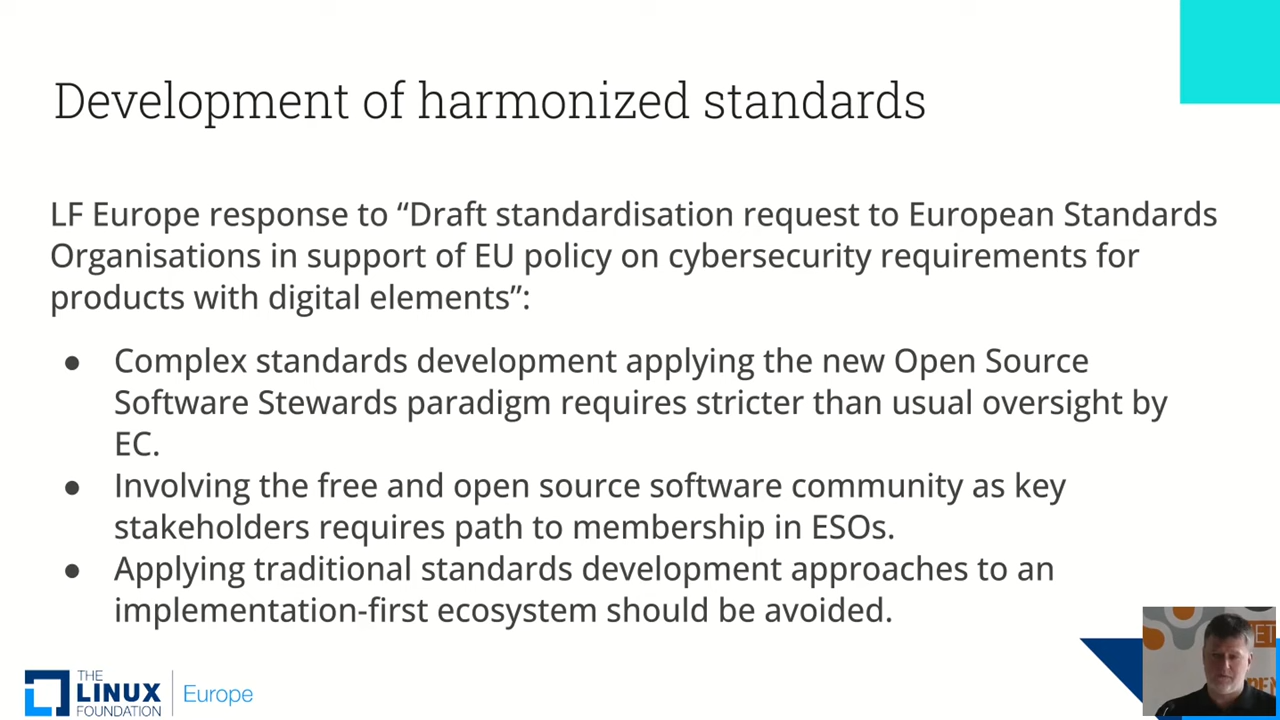 Development of harmonized standards
LF Europe response to “Draft standardisation request to European Standards
Organisations in support of EU policy on cybersecurity requirements for
products with digital elements”:
● Complex standards development applying the new Open Source
Software Stewards paradigm requires stricter than usual oversight by
EC.
● Involving the free and open source software community as key
stakeholders requires path to membership in ESOs.
● Applying traditional standards development approaches to an
implementation-first ecosystem should be avoided.
THE
LINUX
FOUNDATION
Europe